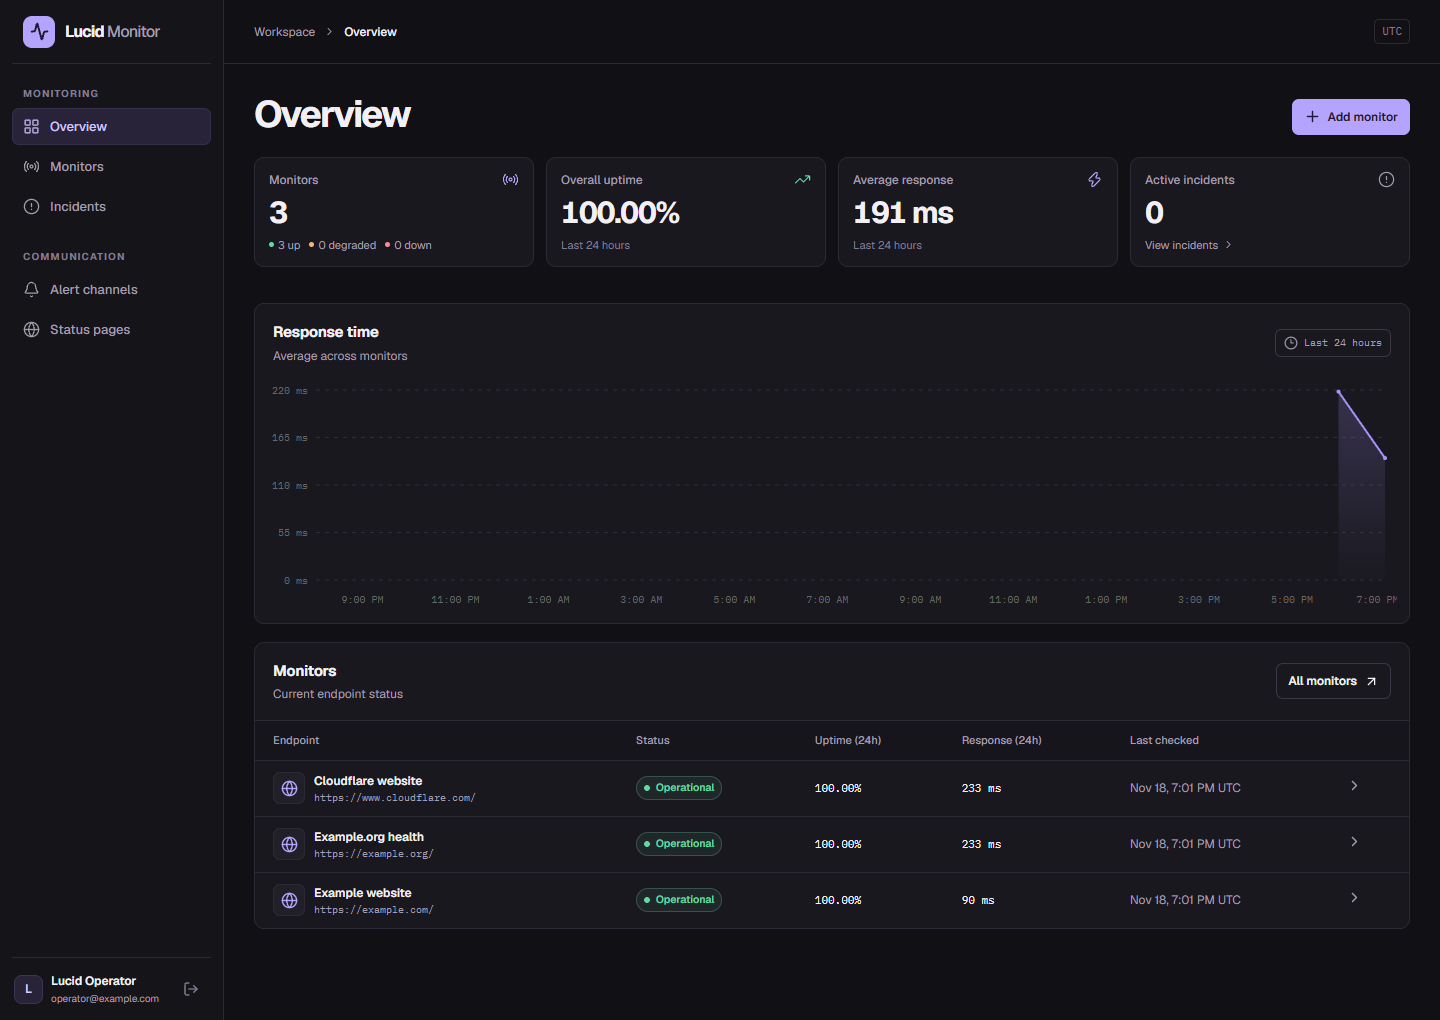 Lucid Monitor
Workspace > Overview
UTC
MONITORING
Overview
Monitors
Incidents
COMMUNICATION
Alert channels
Status pages
Lucid Operator
operator@example.com
L
Overview
Add monitor
Monitors
3
3 up 0 degraded 0 down
Overall uptime
100.00%
Last 24 hours
Average response
191 ms
Last 24 hours
Active incidents
0
View incidents
Response time
Average across monitors
Last 24 hours
220 ms
165 ms
110 ms
55 ms
0 ms
9:00 PM 11:00 PM 1:00 AM 3:00 AM 5:00 AM 7:00 AM 9:00 AM 11:00 AM 1:00 PM 3:00 PM 5:00 PM 7:00 PM
Monitors
Current endpoint status
All monitors
Endpoint Status Uptime (24h) Response (24h) Last checked
Cloudflare website
https://www.cloudflare.com/
Operational 100.00% 233 ms Nov 18, 7:01 PM UTC
Example.org health
https://example.org/
Operational 100.00% 233 ms Nov 18, 7:01 PM UTC
Example website
https://example.com/
Operational 100.00% 90 ms Nov 18, 7:01 PM UTC